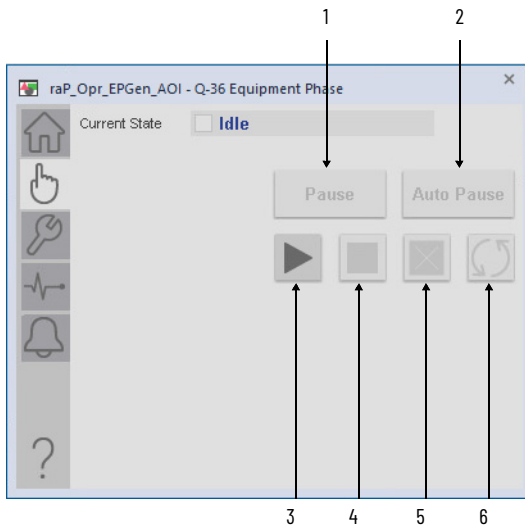 1 2
raP_Opr_EPGen_AOI - Q-36 Equipment Phase
Current State Idle
Pause Auto Pause
?
3 4 5 6